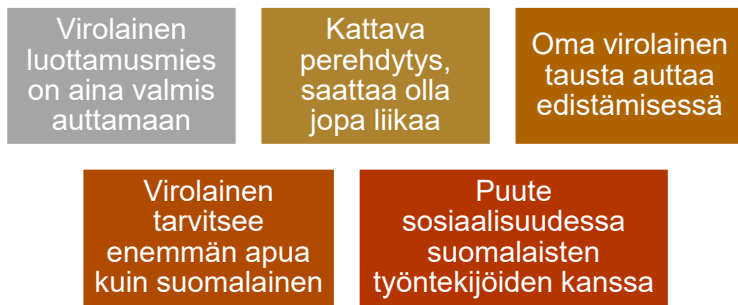 Virolainen
luottamusmies
on aina valmis
auttamaan
Kattava
perehdytys,
saattaa olla
jopa liikaa
Oma virolainen
tausta auttaa
edistämisessä
Virolainen
tarvitsee
enemmän apua
kuin suomalainen
Puute
sosiaalisuudessa
suomalaisten
työntekijöiden kanssa